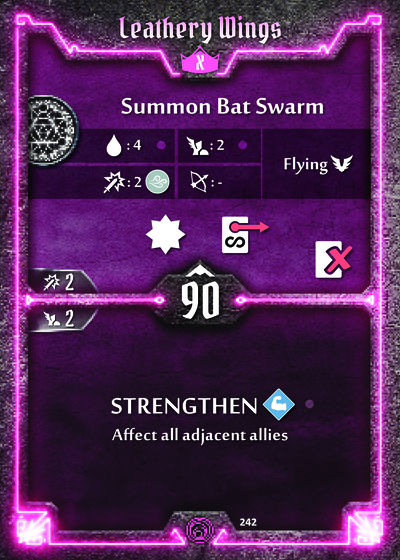 Leathery Wings
X
Summon Bat Swarm
: 4
: 2
Flying
: 2
: -
2
90
2
STRENGTHEN
Affect all adjacent allies
242